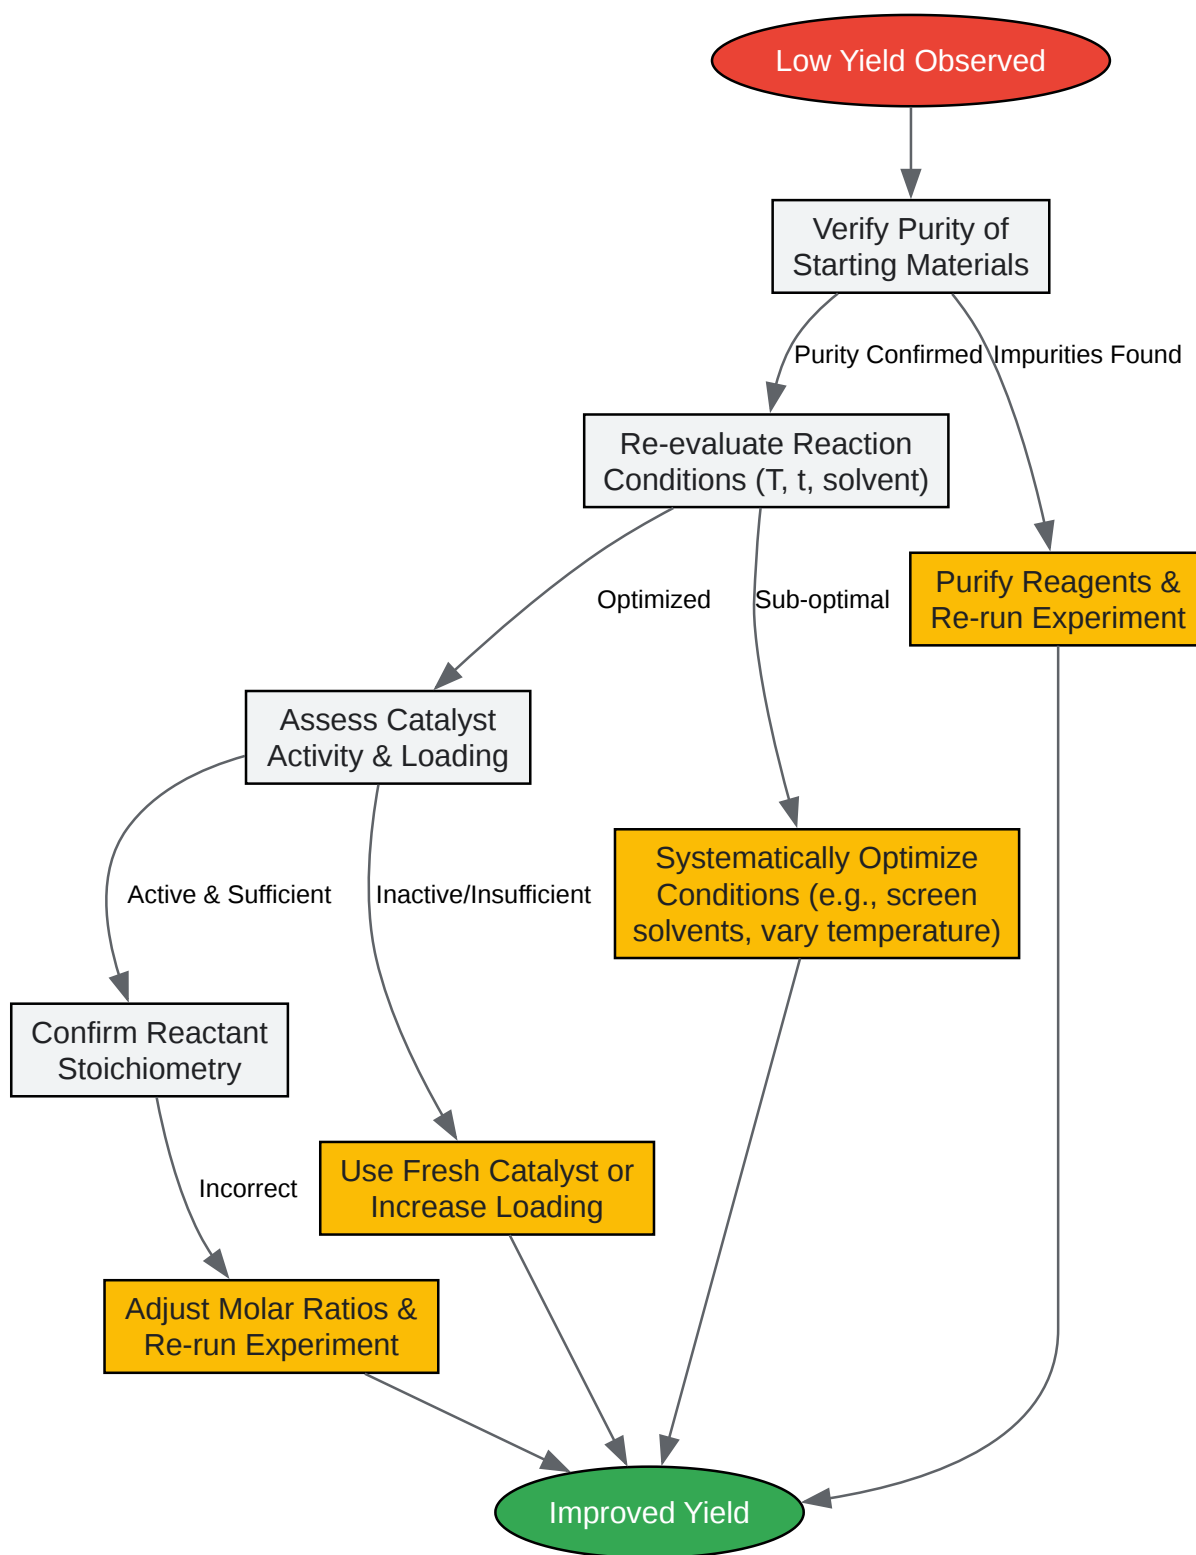 Low Yield Observed
Verify Purity of
Starting Materials
Purity Confirmed
Impurities Found
Re-evaluate Reaction
Conditions (T, t, solvent)
Optimized
Sub-optimal
Purify Reagents &
Re-run Experiment
Assess Catalyst
Activity & Loading
Systematically Optimize
Conditions (e.g., screen
solvents, vary temperature)
Active & Sufficient
Inactive/Insufficient
Confirm Reactant
Stoichiometry
Use Fresh Catalyst or
Increase Loading
Incorrect
Adjust Molar Ratios &
Re-run Experiment
Improved Yield